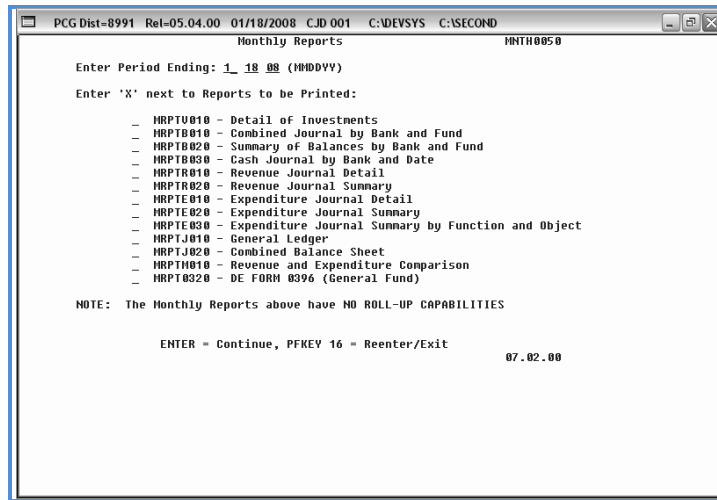 PCG Dist=8991 Rel=05.04.00 01/18/2008 CJD 001 C:\DEVSYS C:\SECOND
Monthly Reports MNTH0050
Enter Period Ending: 1_ 18 08 (MMDDYY)
Enter 'X' next to Reports to be Printed:
_ MRPTV010 - Detail of Investments
_ MRPTB010 - Combined Journal by Bank and Fund
_ MRPTB020 - Summary of Balances by Bank and Fund
_ MRPTB030 - Cash Journal by Bank and Date
_ MRPTR010 - Revenue Journal Detail
_ MRPTR020 - Revenue Journal Summary
_ MRPTE010 - Expenditure Journal Detail
_ MRPTE020 - Expenditure Journal Summary
_ MRPTE030 - Expenditure Journal Summary by Function and Object
_ MRPTJ010 - General Ledger
_ MRPTJ020 - Combined Balance Sheet
_ MRPTM010 - Revenue and Expenditure Comparison
_ MRPT0320 - DE FORM 0396 (General Fund)
NOTE: The Monthly Reports above have NO ROLL-UP CAPABILITIES
ENTER = Continue, PFKEY 16 = Reenter/Exit
07.02.00